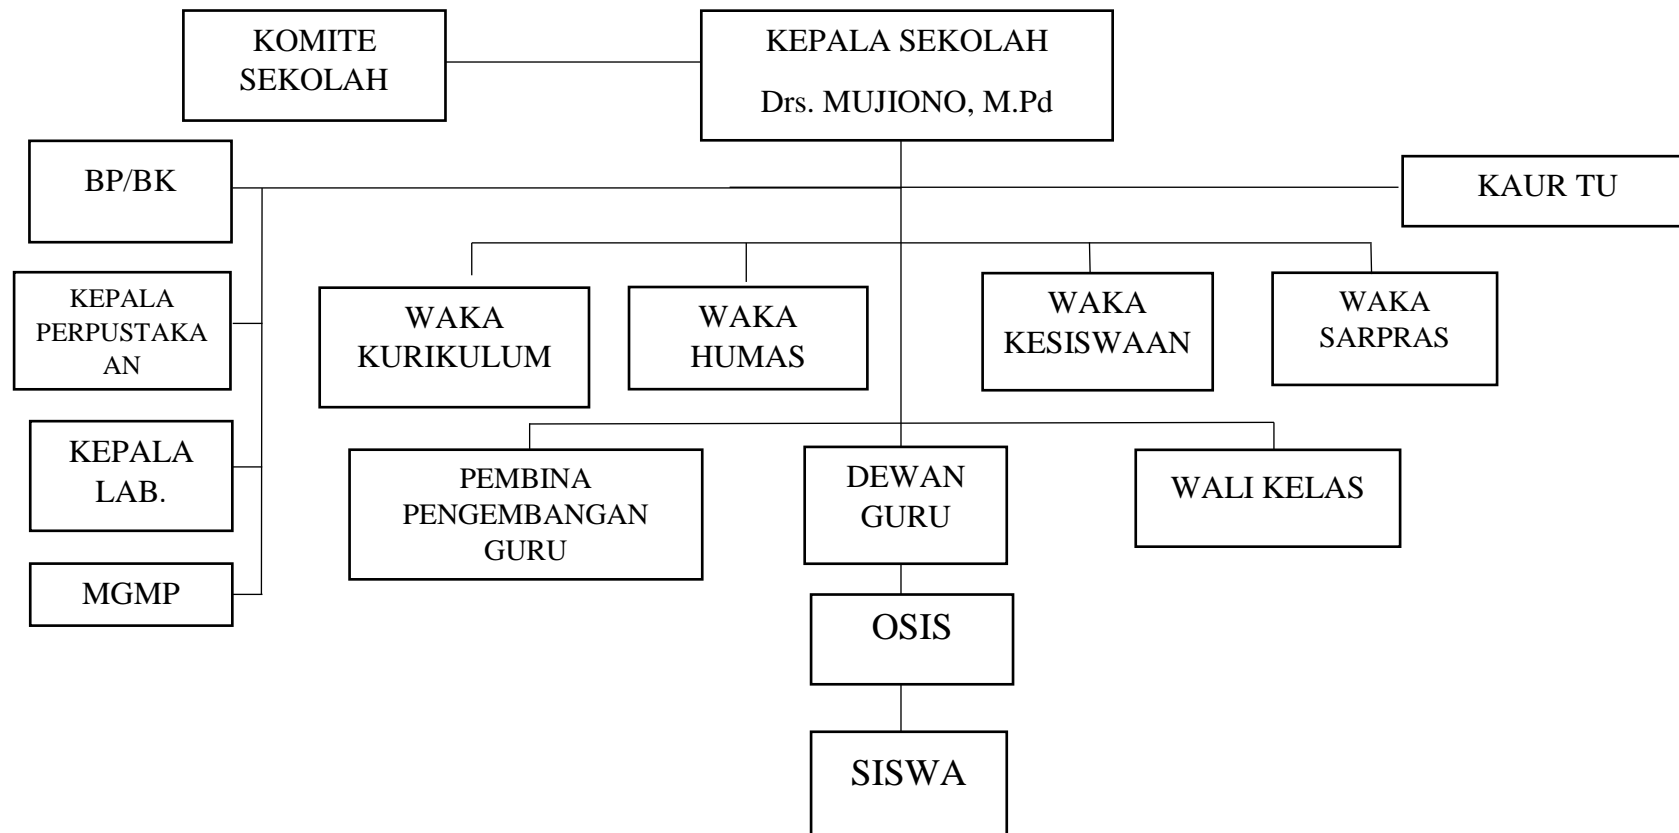 KOMITE
SEKOLAH
KEPALA SEKOLAH
Drs. MUJIONO, M.Pd
BP/BK
KAUR TU
KEPALA
PERPUSTAKA
AN
WAKA
KURIKULUM
WAKA
HUMAS
WAKA
KESISWAAN
WAKA
SARPRAS
KEPALA
LAB.
PEMBINA
PENGEMBANGAN
GURU
DEWAN
GURU
WALI KELAS
MGMP
OSIS
SISWA